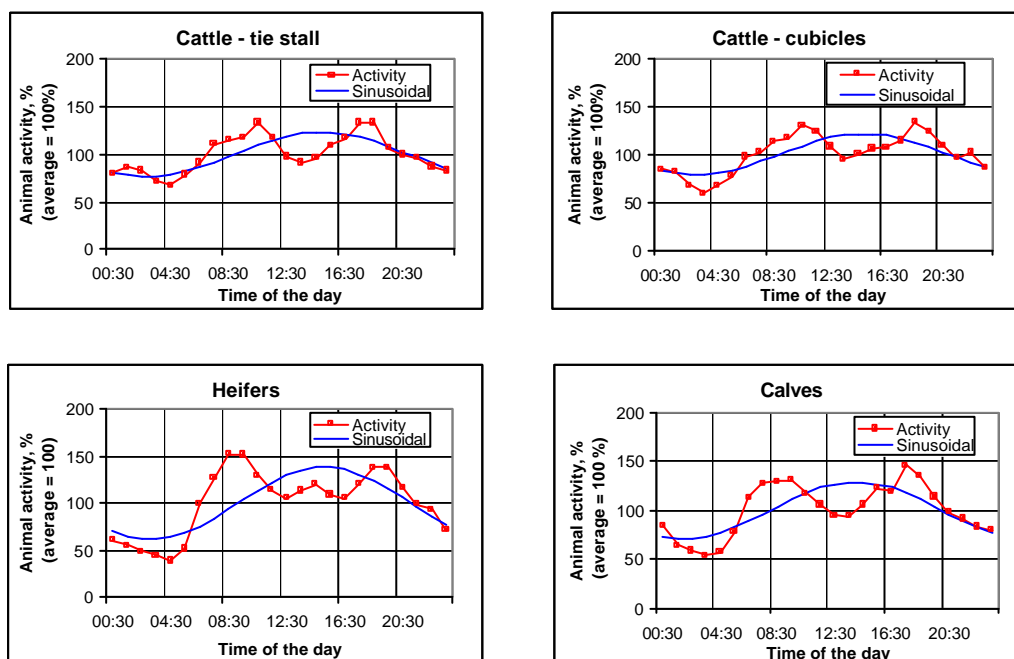 Cattle - tie stall
Animal activity, %
(average = 100%)
200
150
100
50
0
Activity
Sinusoidal
00:30 04:30 08:30 12:30 16:30 20:30
Time of the day
Cattle - cubicles
Animal activity, %
(average = 100%)
200
150
100
50
0
Activity
Sinusoidal
00:30 04:30 08:30 12:30 16:30 20:30
Time of the day
Heifers
Animal activity, %
(average = 100)
200
150
100
50
0
Activity
Sinusoidal
00:30 04:30 08:30 12:30 16:30 20:30
Time of the day
Calves
Animal activity, %
(average = 100 %)
200
150
100
50
0
Activity
Sinusoidal
00:30 04:30 08:30 12:30 16:30 20:30
Time of the day